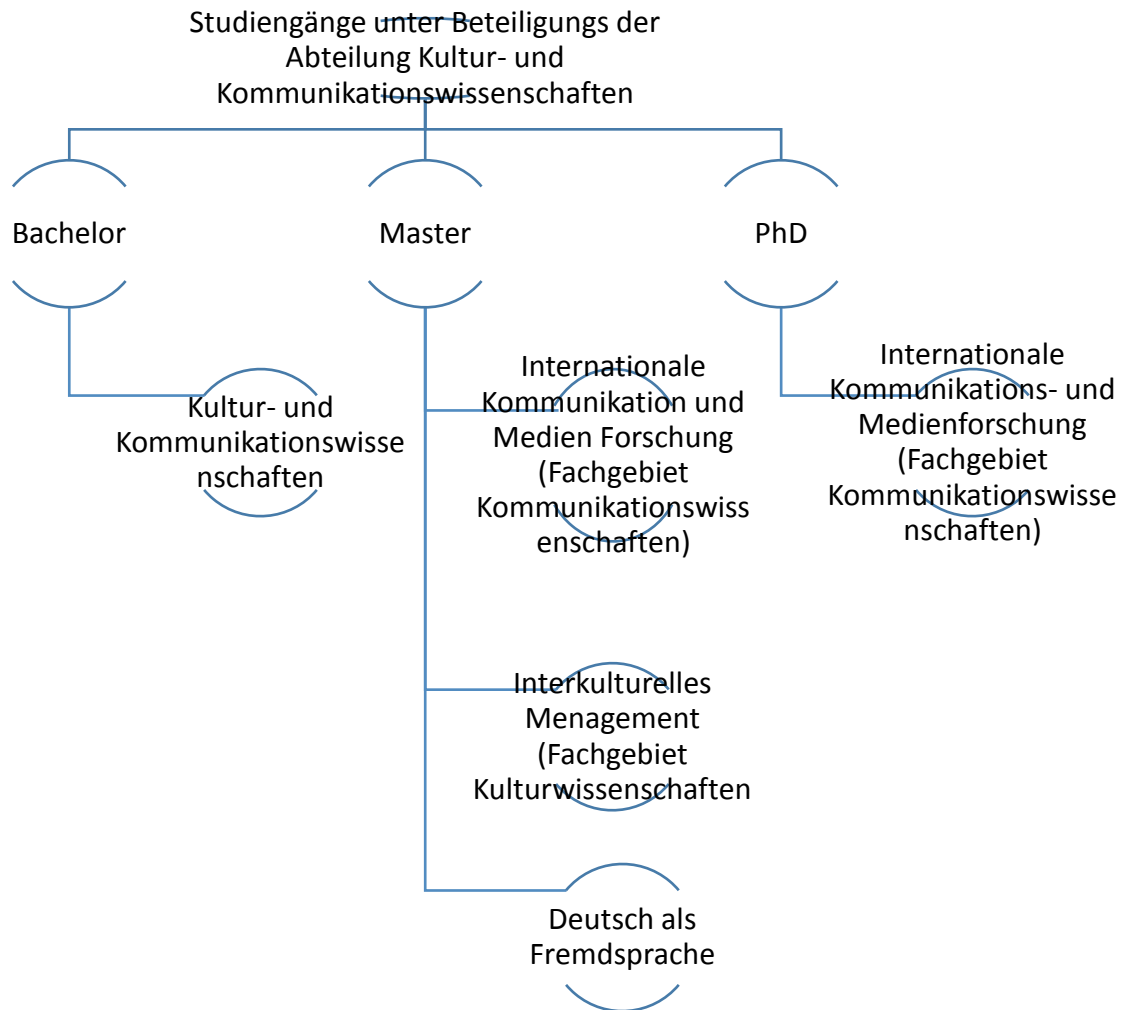 Studiengänge unter Beteiligungs der
Abteilung Kultur- und
Kommunikationswissenschaften
Bachelor
Master
PhD
Kultur- und
Kommunikationswisse
nschaften
Internationale
Kommunikation und
Medien Forschung
(Fachgebiet
Kommunikationswiss
enschaften)
Internationale
Kommunikations- und
Medienforschung
(Fachgebiet
Kommunikationswisse
nschaften)
Interkulturelles
Menagement
(Fachgebiet
Kulturwissenschaften
Deutsch als
Fremdsprache